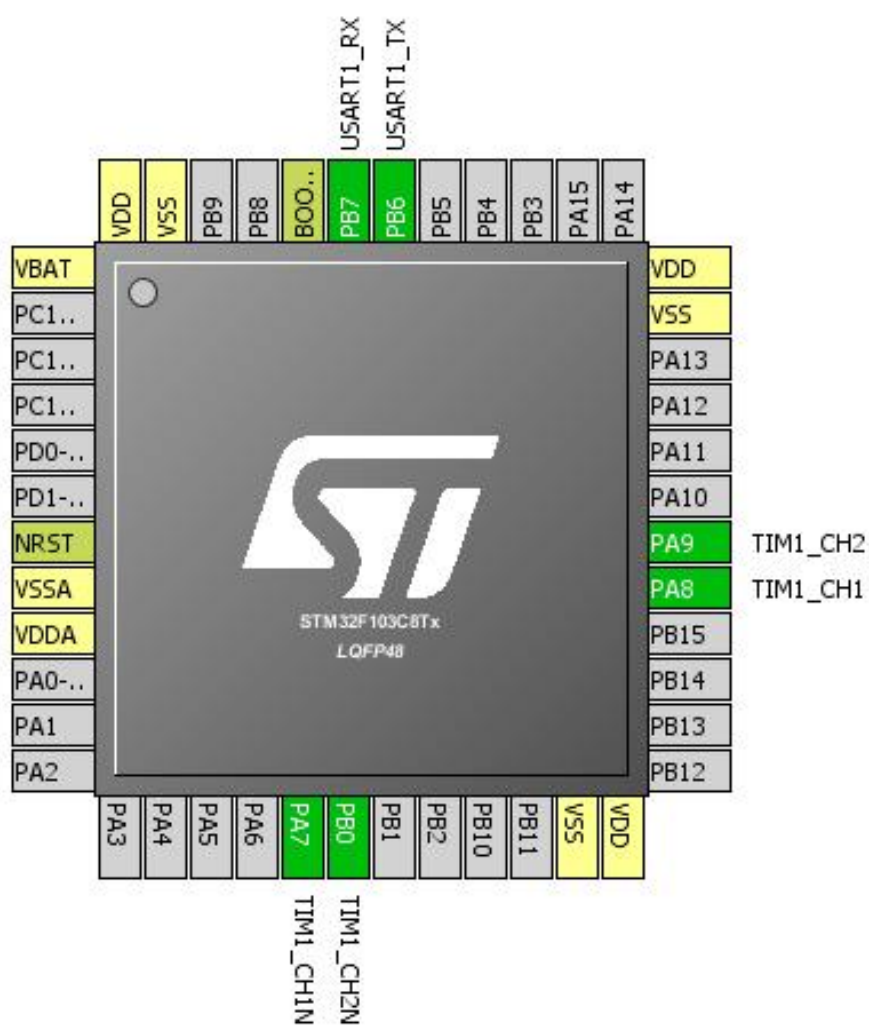 USART1_RX
USART1_TX
VDD
VSS
PB9
PB8
BOO..
PB7
PB6
PB5
PB4
PB3
PA15
PA14
VBAT
PC1..
PC1..
PC1..
PD0-..
PD1-..
NRST
VSSA
VDDA
PA0-..
PA1
PA2
ST
STM32F103C8Tx
LQFP48
VDD
VSS
PA13
PA12
PA11
PA10
PA9 TIM1_CH2
PA8 TIM1_CH1
PB15
PB14
PB13
PB12
PA3
PA4
PA5
PA6
PA7
PB0
PB1
PB2
PB10
PB11
VSS
VDD
TIM1_CH1N
TIM1_CH2N